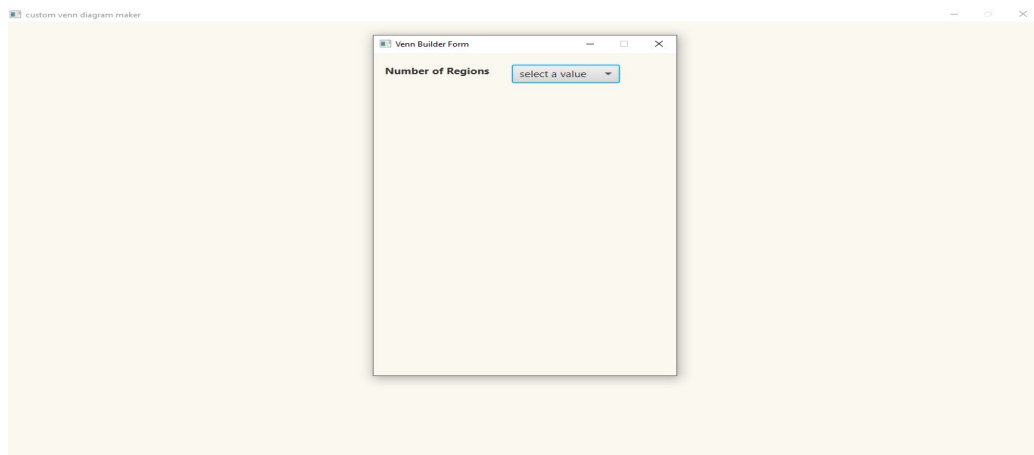 custom venn diagram maker
Venn Builder Form
Number of Regions
select a value